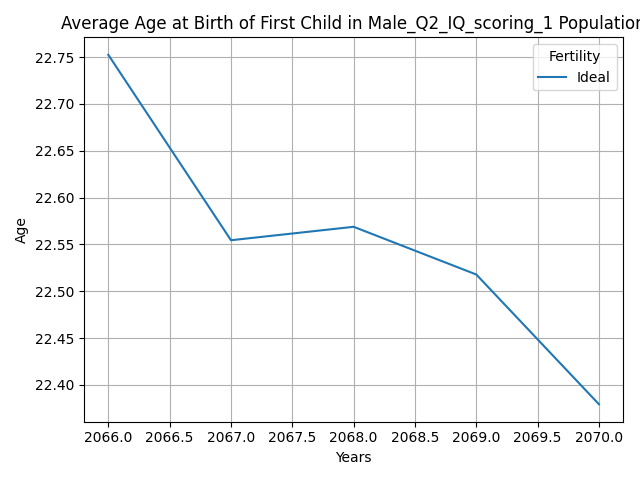 Average Age at Birth of First Child in Male_Q2_IQ_scoring_1 Population
Fertility
Ideal
22.75
22.70
22.65
22.60
22.55
22.50
22.45
22.40
Age
2066.0 2066.5 2067.0 2067.5 2068.0 2068.5 2069.0 2069.5 2070.0
Years